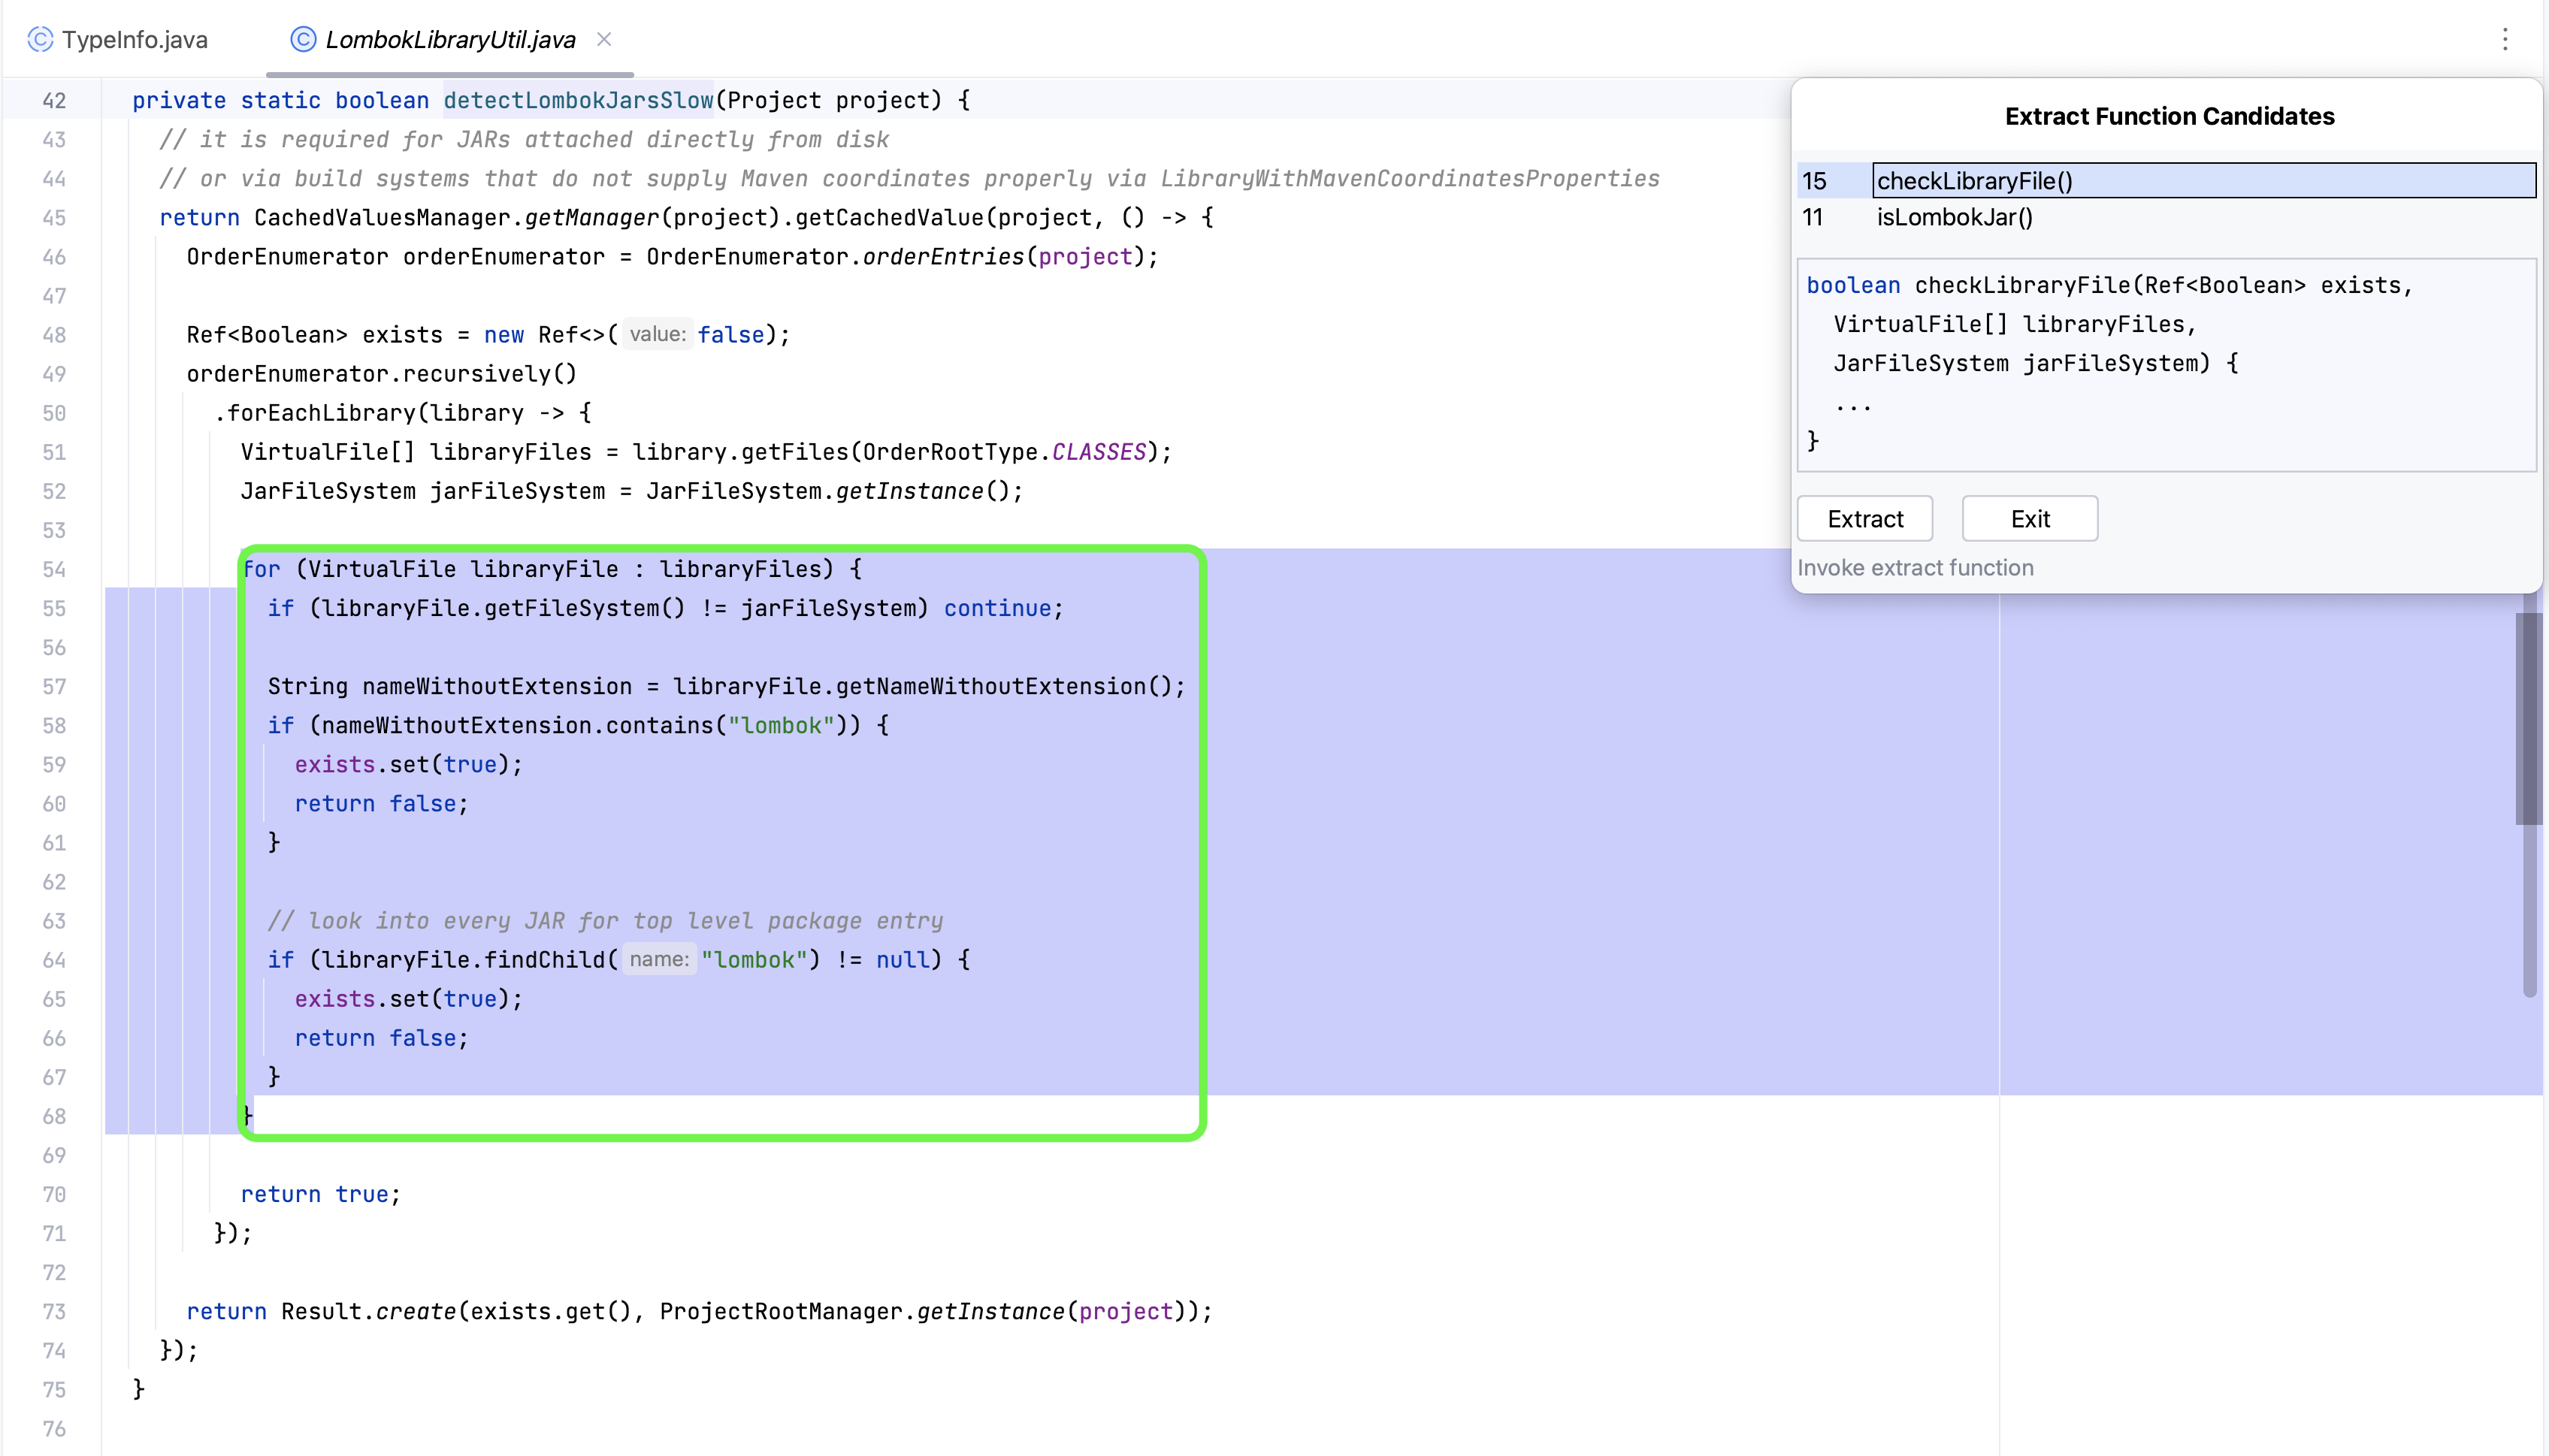 TypeInfo.java
LombokLibraryUtil.java
42 private static boolean detectLombokJarsSlow(Project project) {
43 // it is required for JARs attached directly from disk
44 // or via build systems that do not supply Maven coordinates properly via LibraryWithMavenCoordinatesProperties
45 return CachedValuesManager.getManager(project).getCachedValue(project, () -> {
46 OrderEnumerator orderEnumerator = OrderEnumerator.orderEntries(project);
47
48 Ref<Boolean> exists = new Ref<>( value: false);
49 orderEnumerator.recursively()
50 .forEachLibrary(library -> {
51 VirtualFile[] libraryFiles = library.getFiles(OrderRootType.CLASSES);
52 JarFileSystem jarFileSystem = JarFileSystem.getInstance();
53
54 for (VirtualFile libraryFile : libraryFiles) {
55 if (libraryFile.getFileSystem() != jarFileSystem) continue;
56
57 String nameWithoutExtension = libraryFile.getNameWithoutExtension();
58 if (nameWithoutExtension.contains("lombok")) {
59 exists.set(true);
60 return false;
61 }
62
63 // look into every JAR for top level package entry
64 if (libraryFile.findChild( name: "lombok") != null) {
65 exists.set(true);
66 return false;
67 }
68 }
69
70 return true;
71 });
72
73 return Result.create(exists.get(), ProjectRootManager.getInstance(project));
74 });
75 }
76
Extract Function Candidates
15 checkLibraryFile()
11 isLombokJar()
boolean checkLibraryFile(Ref<Boolean> exists,
VirtualFile[] libraryFiles,
JarFileSystem jarFileSystem) {
...
}
Extract
Exit
Invoke extract function